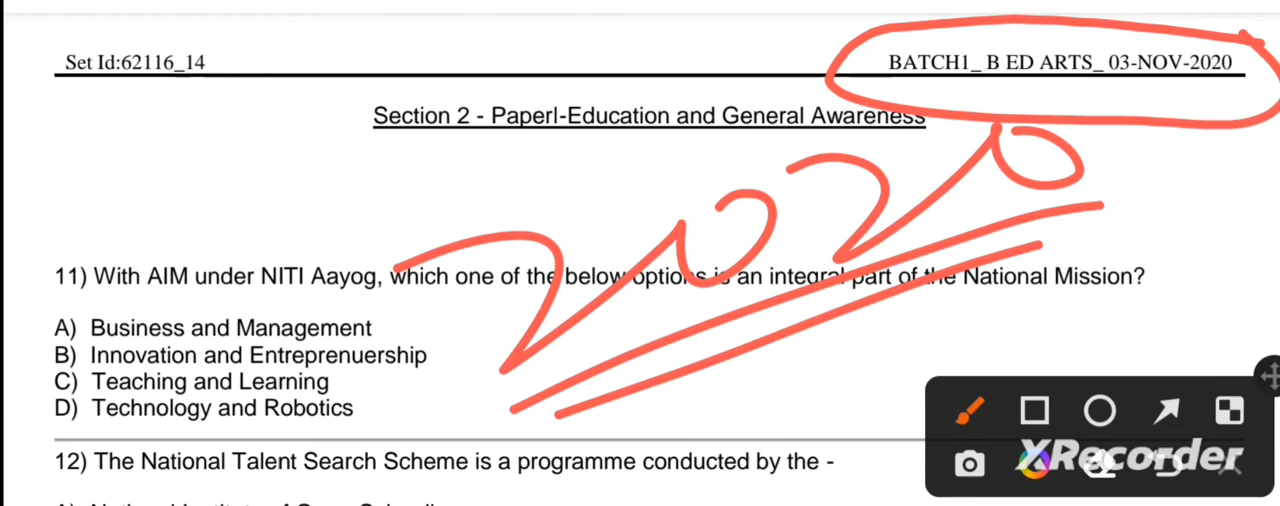 Set Id:62116_14 BATCH1_ B ED ARTS_ 03-NOV-2020
Section 2 - PaperI-Education and General Awareness
2020
11) With AIM under NITI Aayog, which one of the below options is an integral part of the National Mission?
A) Business and Management
B) Innovation and Entreprenuership
C) Teaching and Learning
D) Technology and Robotics
12) The National Talent Search Scheme is a programme conducted by the -
XRecorder